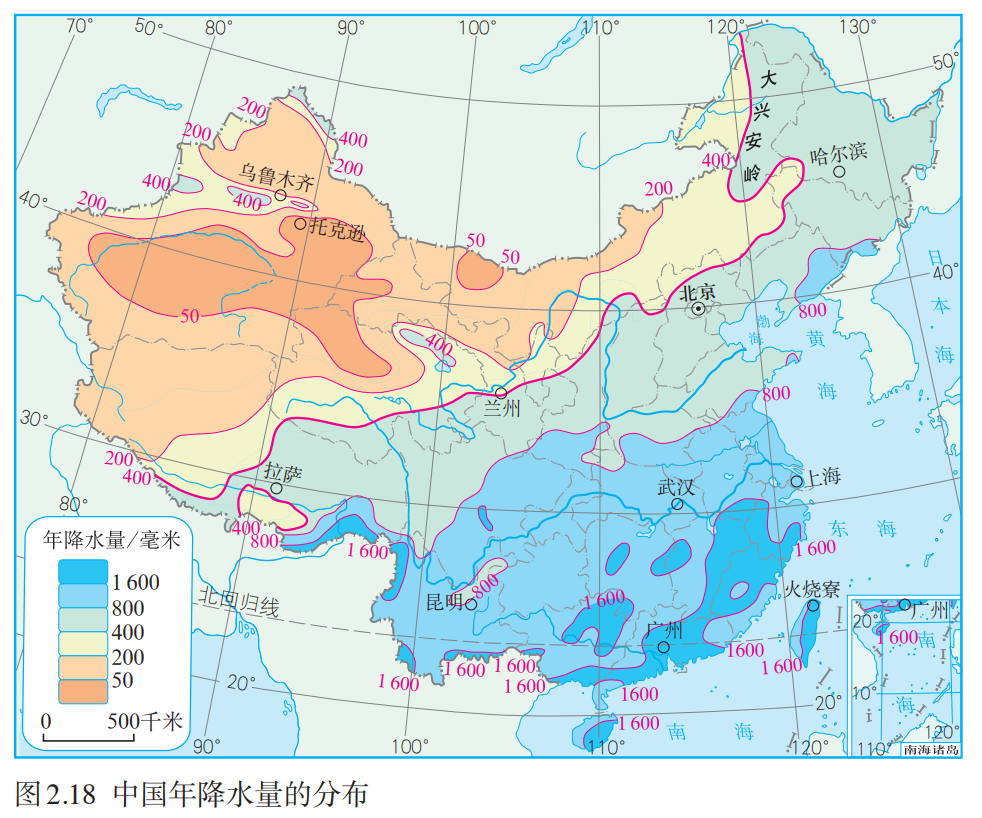 70° 50° 80° 90° 100° 110° 120° 130°
50°
大
兴
安
岭
哈尔滨
200
400
200
200
乌鲁木齐
400
400
400
200
40°
200
托克逊
50
50
北京
40°
日
本
海
渤
海
黄
海
800
50
400
兰州
800
30°
200
400
拉萨
武汉
上海
80°
400
800
1 600
东 海
1 600
年降水量/毫米
1 600
800
400
200
50
0 500千米
北回归线
昆明
800
1 600
火烧寮
广州
1600
1 600
1 600
1 600
1 600
1 600
1600
1 600
20°
20°
南 海
90° 100° 110° 120°
广州
20°
1 600
南
海
10°
110°
120°
南海诸岛
图2.18 中国年降水量的分布